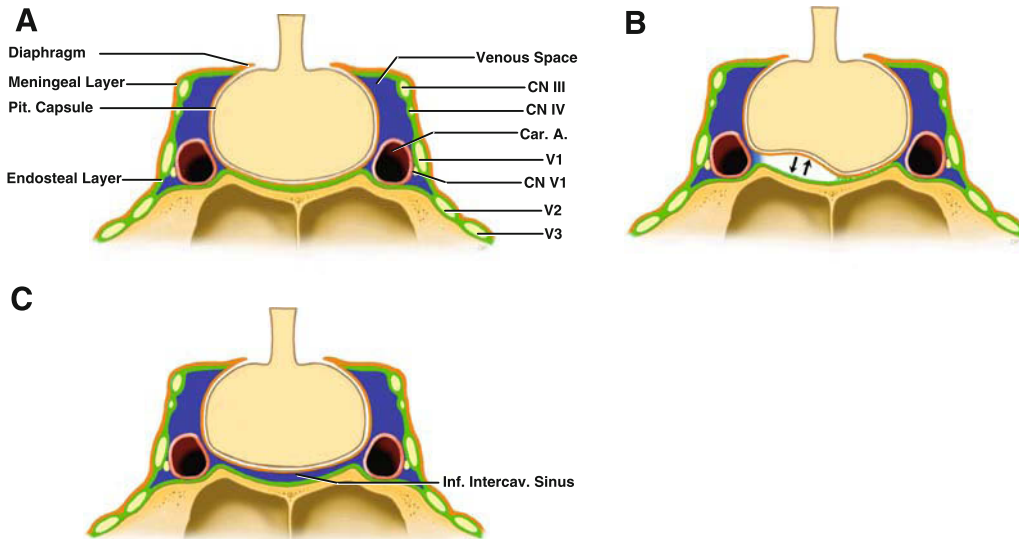 A
Diaphragm
Meningeal Layer
Pit. Capsule
Endosteal Layer
Venous Space
CN III
CN IV
Car. A.
V1
CN V1
V2
V3
B
C
Inf. Intercav. Sinus